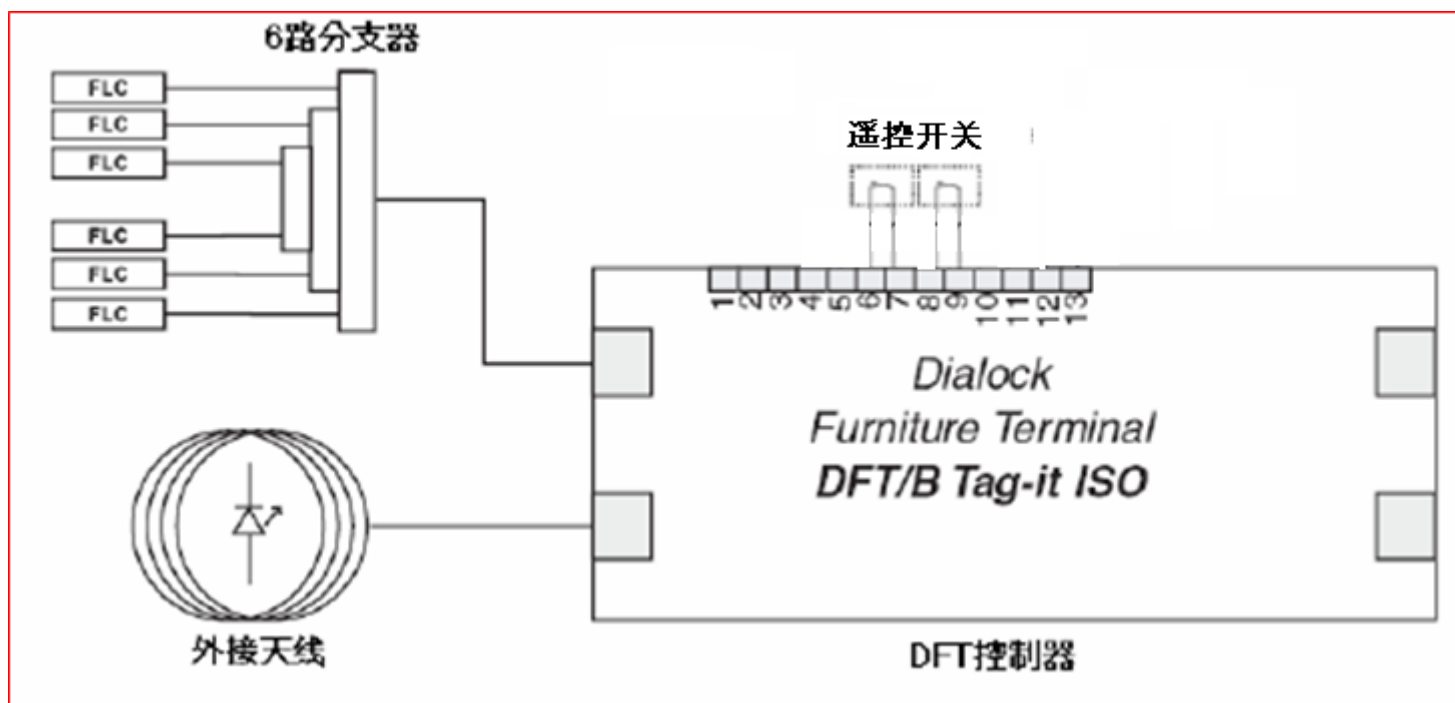 6路分支器
FLC
FLC
FLC
FLC
FLC
FLC
遥控开关
1 2 3 4 5 6 7 8 9 10 11 12 13
Dialock
Furniture Terminal
DFT/B Tag-it ISO
外接天线
DFT控制器